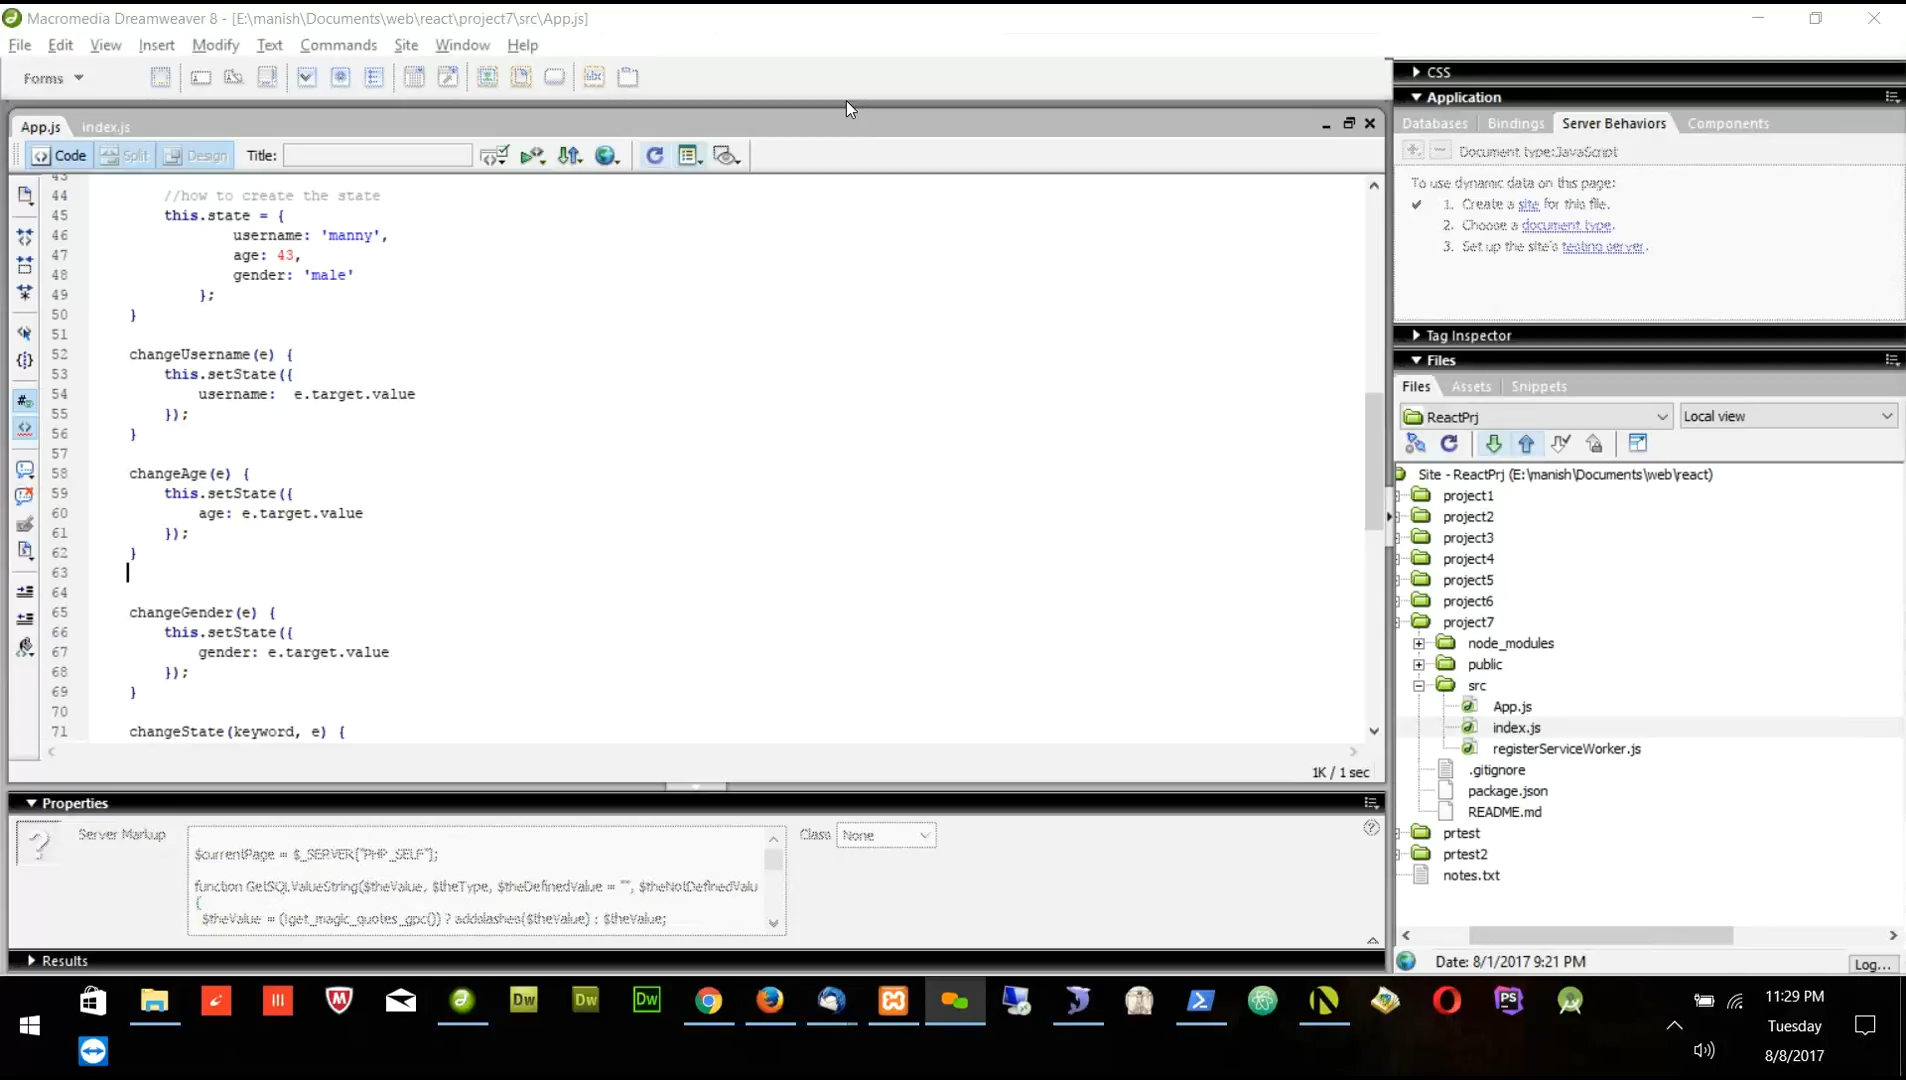 Macromedia Dreamweaver 8 - [E:\manish\Documents\web\react\project7\src\App.js]
File Edit View Insert Modify Text Commands Site Window Help
Forms
App.js index.js
Code Split Design Title:
43
44 //how to create the state
45 this.state = {
46 username: 'manny',
47 age: 43,
48 gender: 'male'
49 };
50 }
51
52 changeUsername(e) {
53 this.setState({
54 username:  e.target.value
55 });
56 }
57
58 changeAge(e) {
59 this.setState({
60 age: e.target.value
61 });
62 }
63
64
65 changeGender(e) {
66 this.setState({
67 gender: e.target.value
68 });
69 }
70
71 changeState(keyword, e) {
1K / 1 sec
Properties
Server Markup
$currentPage = $_SERVER["PHP_SELF"];
function GetSQLValueString($theValue, $theType, $theDefinedValue = "", $theNotDefinedValu
{
$theValue = (!get_magic_quotes_gpc()) ? addslashes($theValue) : $theValue;
Class None
Results
CSS
Application
Databases Bindings Server Behaviors Components
Document type:JavaScript
To use dynamic data on this page:
1. Create a site for this file.
2. Choose a document type.
3. Set up the site's testing server.
Tag Inspector
Files
Files Assets Snippets
ReactPrj Local view
Site - ReactPrj (E:\manish\Documents\web\react)
project1
project2
project3
project4
project5
project6
project7
node_modules
public
src
App.js
index.js
registerServiceWorker.js
.gitignore
package.json
README.md
prtest
prtest2
notes.txt
Date: 8/1/2017 9:21 PM
Log...
Dw Dw Dw PS
11:29 PM
Tuesday
8/8/2017